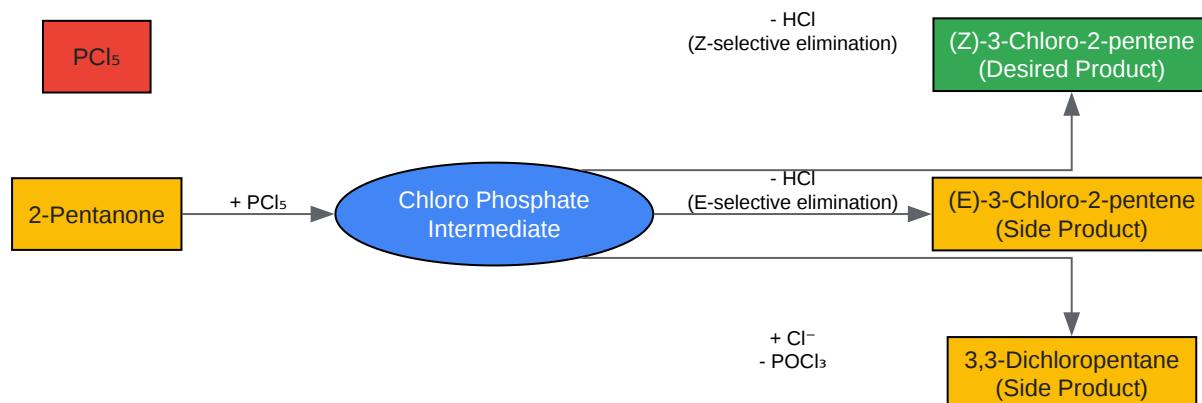 - HCl
(Z-selective elimination)
(Z)-3-Chloro-2-pentene
(Desired Product)
PCl₅
2-Pentanone
+ PCl₅
Chloro Phosphate
Intermediate
- HCl
(E-selective elimination)
(E)-3-Chloro-2-pentene
(Side Product)
+ Cl⁻
- POCl₃
3,3-Dichloropentane
(Side Product)